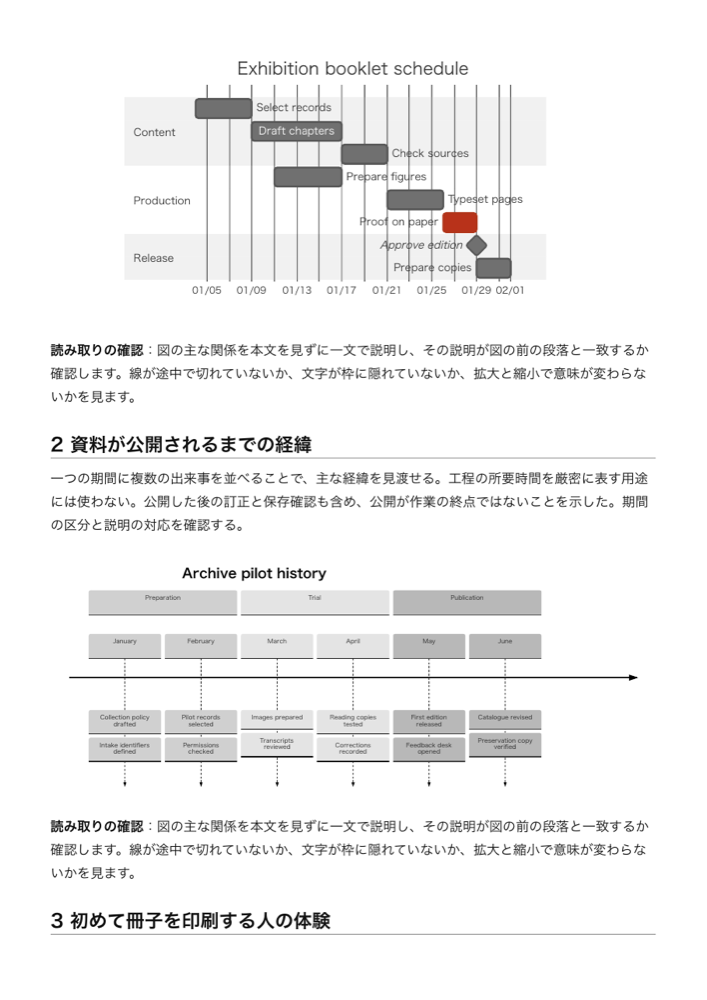 Exhibition booklet schedule
Content
Select records
Draft chapters
Check sources
Production
Prepare figures
Typeset pages
Proof on paper
Release
Approve edition
Prepare copies
01/05 01/09 01/13 01/17 01/21 01/25 01/29 02/01
読み取りの確認：図の主な関係を本文を見ずに一文で説明し、その説明が図の前の段落と一致するか
確認します。線が途中で切れていないか、文字が枠に隠れていないか、拡大と縮小で意味が変わらな
いかを見ます。
2 資料が公開されるまでの経緯
一つの期間に複数の出来事を並べることで、主な経緯を見渡せる。工程の所要時間を厳密に表す用途
には使わない。公開した後の訂正と保存確認も含め、公開が作業の終点ではないことを示した。期間
の区分と説明の対応を確認する。
Archive pilot history
Preparation Trial Publication
January February March April May June
Collection policy
drafted
Intake identifiers
defined
Pilot records
selected
Permissions
checked
Images prepared
Transcripts
reviewed
Reading copies
tested
Corrections
recorded
First edition
released
Feedback desk
opened
Catalogue revised
Preservation copy
verified
読み取りの確認：図の主な関係を本文を見ずに一文で説明し、その説明が図の前の段落と一致するか
確認します。線が途中で切れていないか、文字が枠に隠れていないか、拡大と縮小で意味が変わらな
いかを見ます。
3 初めて冊子を印刷する人の体験